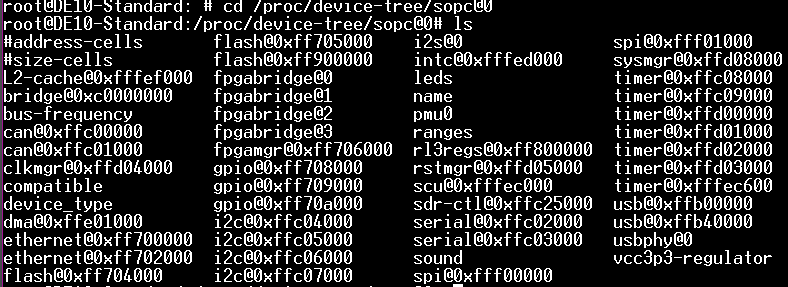 root@DE10-Standard: # cd /proc/device-tree/sopc@0
root@DE10-Standard:/proc/device-tree/sopc@0# ls
#address-cells flash@0xff705000 i2s@0 spi@0xfff01000
#size-cells flash@0xff900000 intc@0xfffed000 sysmgr@0xffd08000
L2-cache@0xfffef000 fpgabridge@0 leds timer@0xffc08000
bridge@0xc0000000 fpgabridge@1 name timer@0xffc09000
bus-frequency fpgabridge@2 pmu0 timer@0xffd00000
can@0xffc00000 fpgabridge@3 ranges timer@0xffd01000
can@0xffc01000 fpgamgr@0xff706000 rl3regs@0xff800000 timer@0xffd02000
clkmgr@0xffd04000 gpio@0xff708000 rstmgr@0xffd05000 timer@0xffd03000
compatible gpio@0xff709000 scu@0xfffec000 timer@0xfffec600
device_type gpio@0xff70a000 sdr-ctl@0xffc25000 usb@0xffb00000
dma@0xffe01000 i2c@0xffc04000 serial@0xffc02000 usb@0xffb40000
ethernet@0xff700000 i2c@0xffc05000 serial@0xffc03000 usbphy@0
ethernet@0xff702000 i2c@0xffc06000 sound vcc3p3-regulator
flash@0xff704000 i2c@0xffc07000 spi@0xfff00000